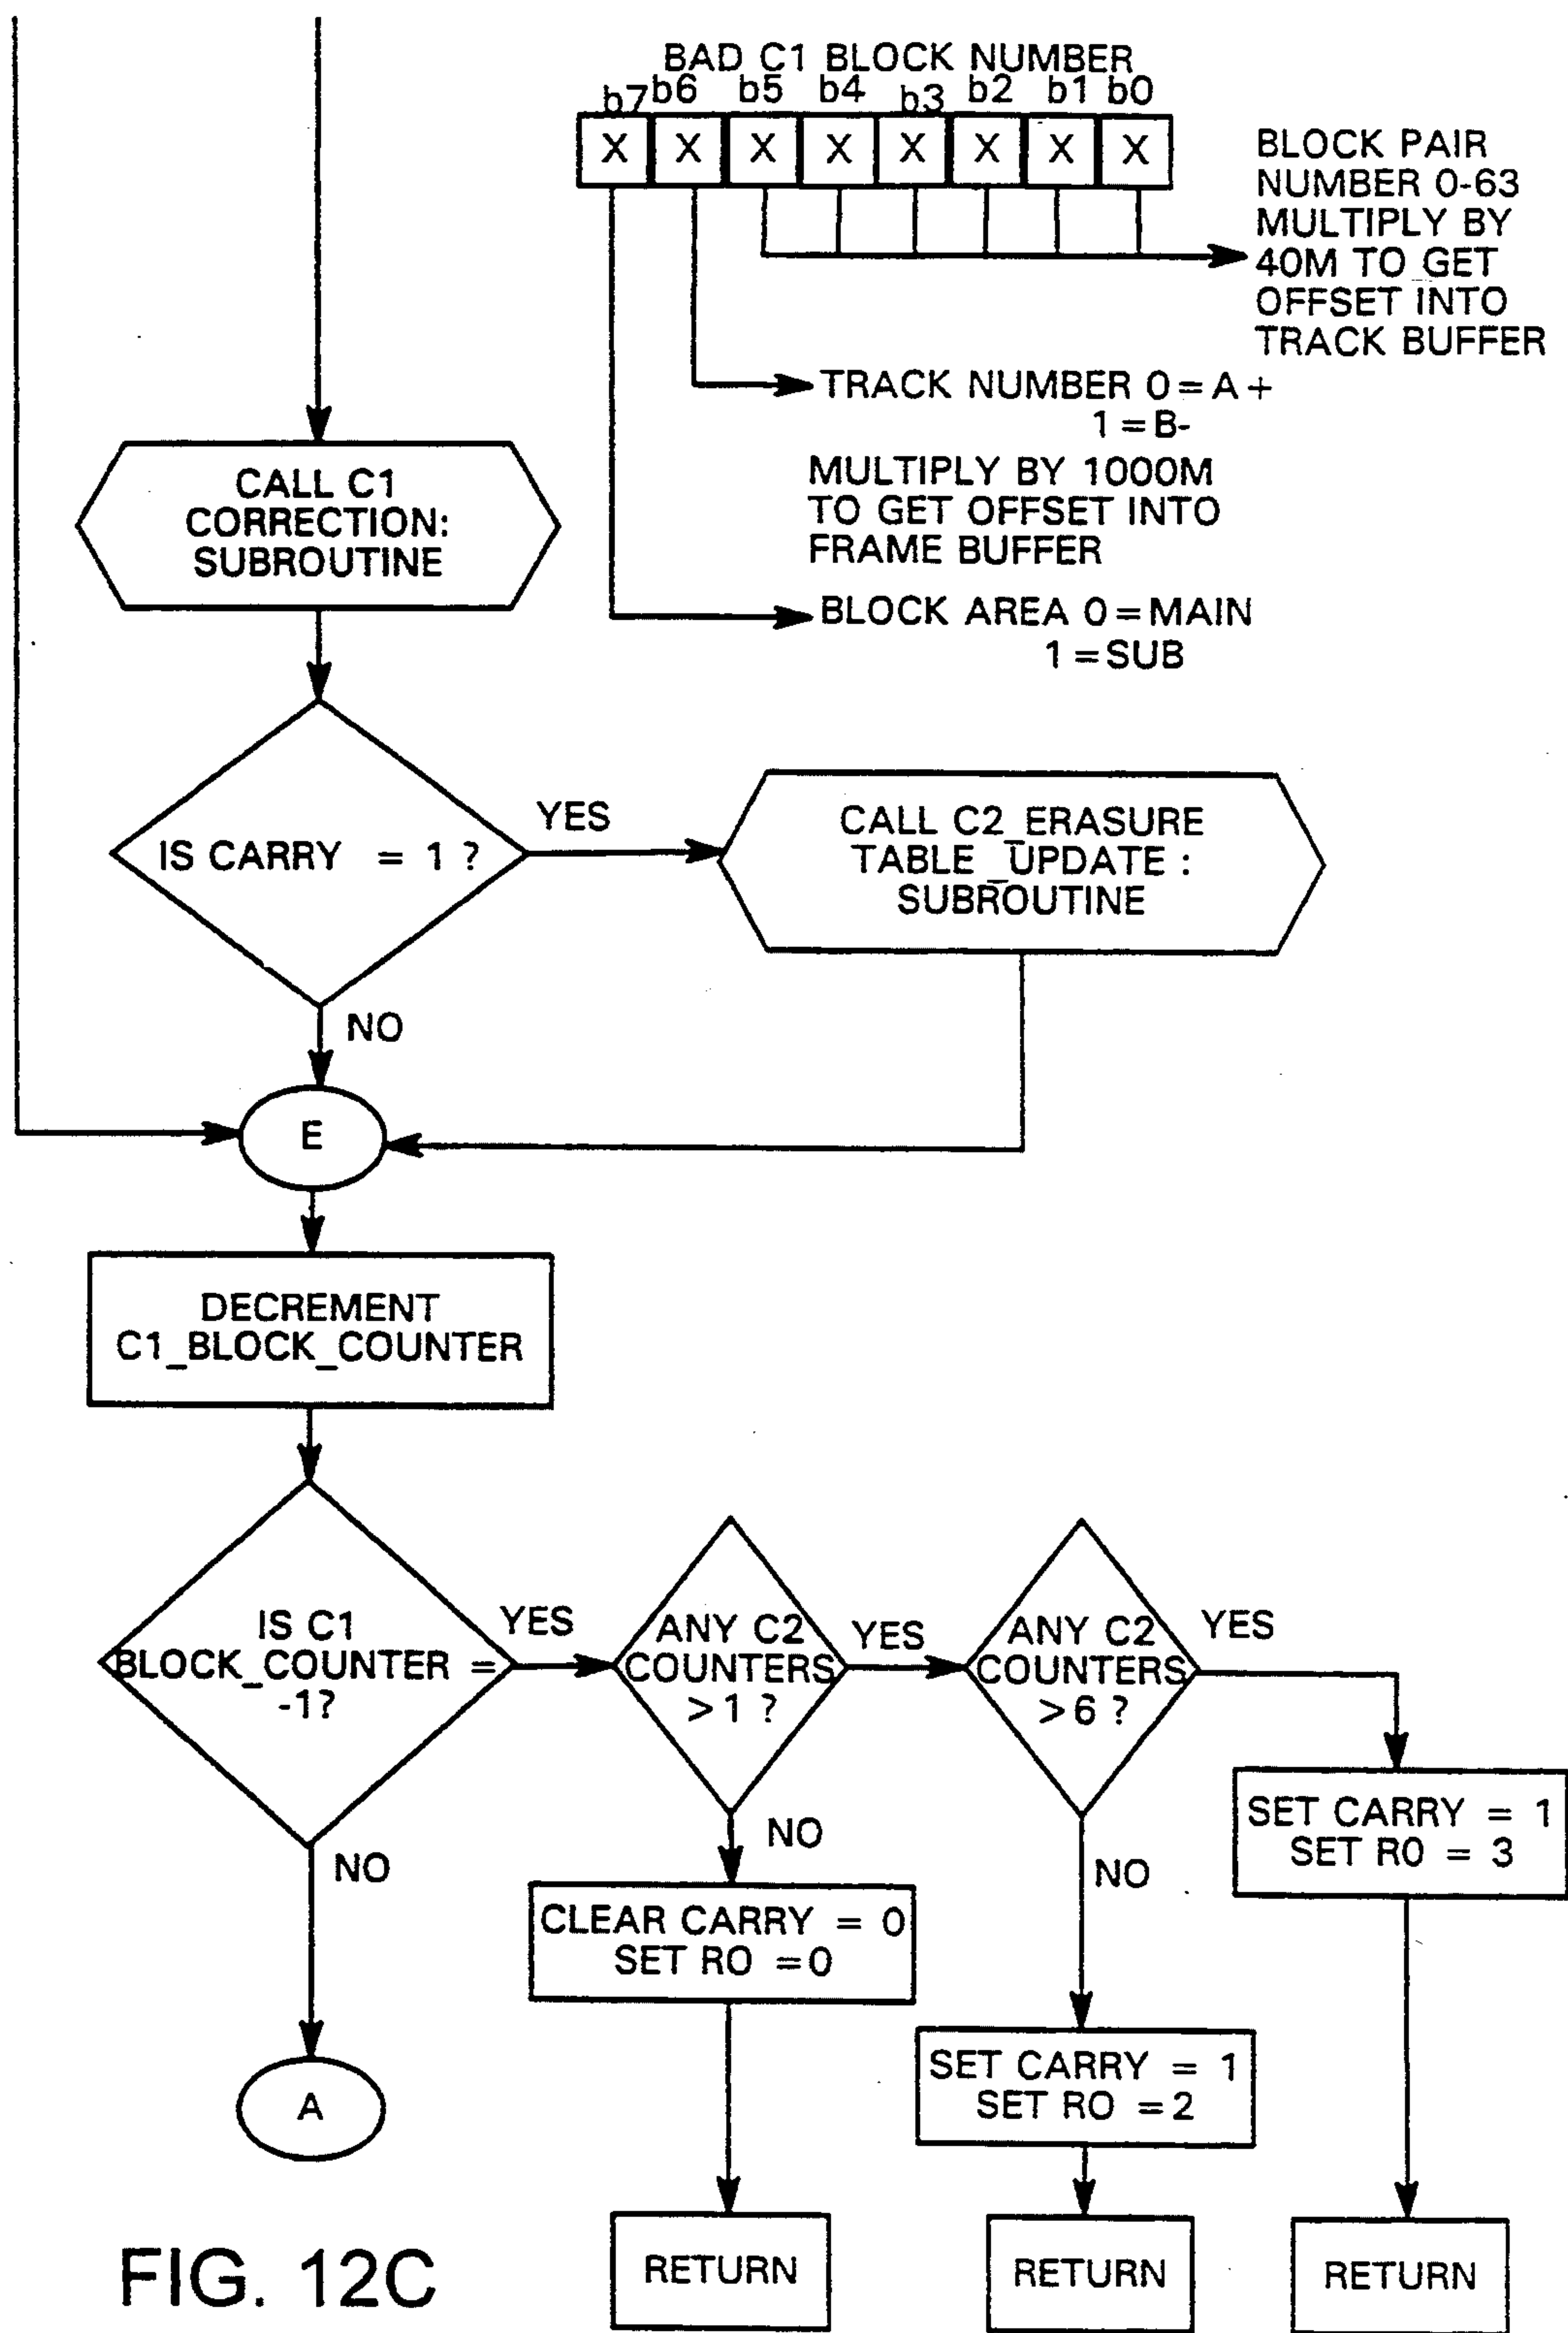 BAD C1 BLOCK NUMBER
b7 b6 b5 b4 b3 b2 b1 b0
X X X X X X X X
BLOCK PAIR
NUMBER 0-63
MULTIPLY BY
40M TO GET
OFFSET INTO
TRACK BUFFER
TRACK NUMBER 0=A+
1=B-
MULTIPLY BY 1000M
TO GET OFFSET INTO
FRAME BUFFER
BLOCK AREA 0=MAIN
1=SUB
CALL C1
CORRECTION:
SUBROUTINE
IS CARRY = 1 ?
YES
CALL C2_ERASURE
TABLE_UPDATE :
SUBROUTINE
NO
E
DECREMENT
C1_BLOCK_COUNTER
IS C1
BLOCK_COUNTER =
-1?
YES
ANY C2
COUNTERS
>1 ?
YES
ANY C2
COUNTERS
>6 ?
YES
SET CARRY = 1
SET RO = 3
NO
NO
NO
CLEAR CARRY = 0
SET RO =0
SET CARRY = 1
SET RO =2
A
RETURN
RETURN
RETURN
FIG. 12C